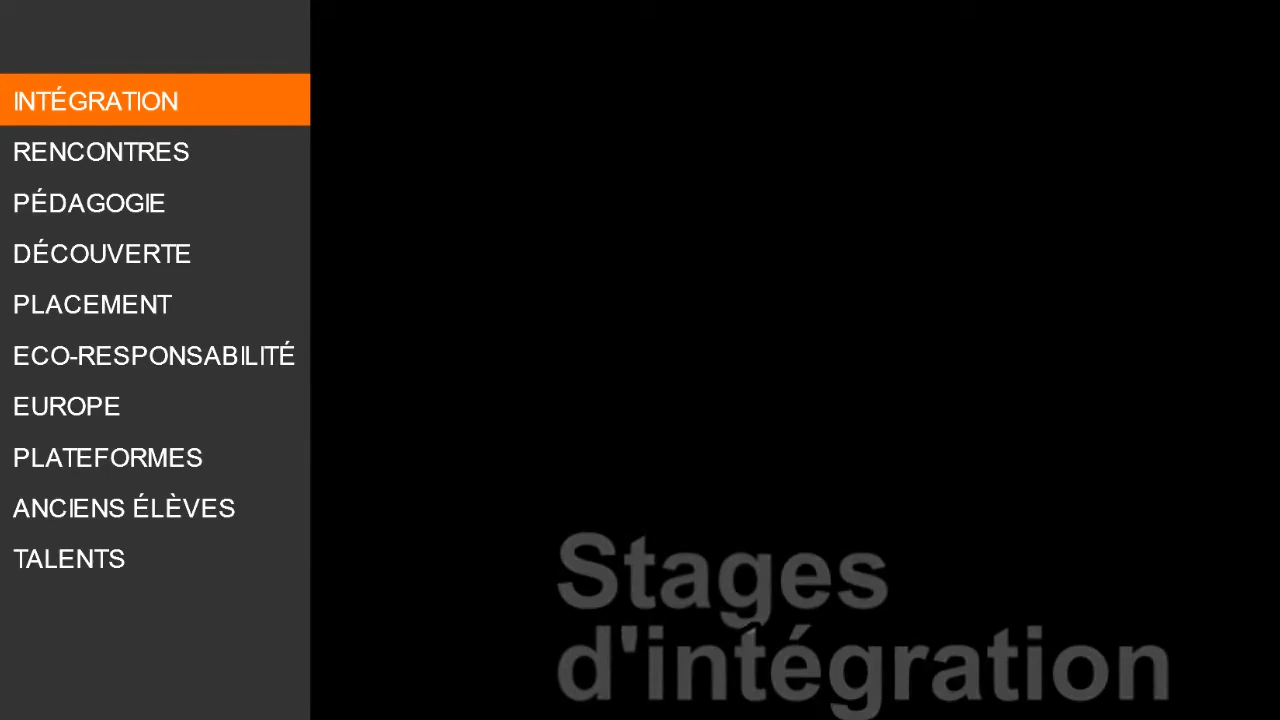 INTÉGRATION
RENCONTRES
PÉDAGOGIE
DÉCOUVERTE
PLACEMENT
ECO-RESPONSABILITÉ
EUROPE
PLATEFORMES
ANCIENS ÉLÈVES
TALENTS
Stages
d'intégration